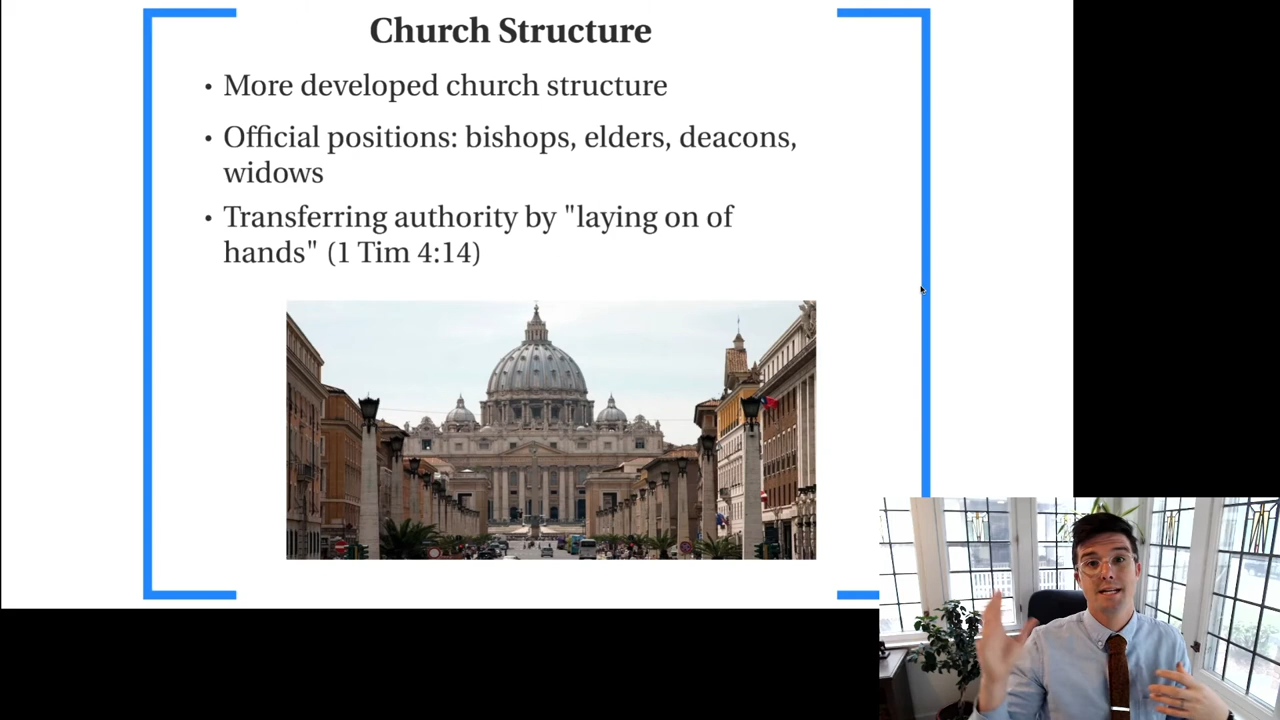 Church Structure
• More developed church structure
• Official positions: bishops, elders, deacons,
widows
• Transferring authority by "laying on of
hands" (1 Tim 4:14)